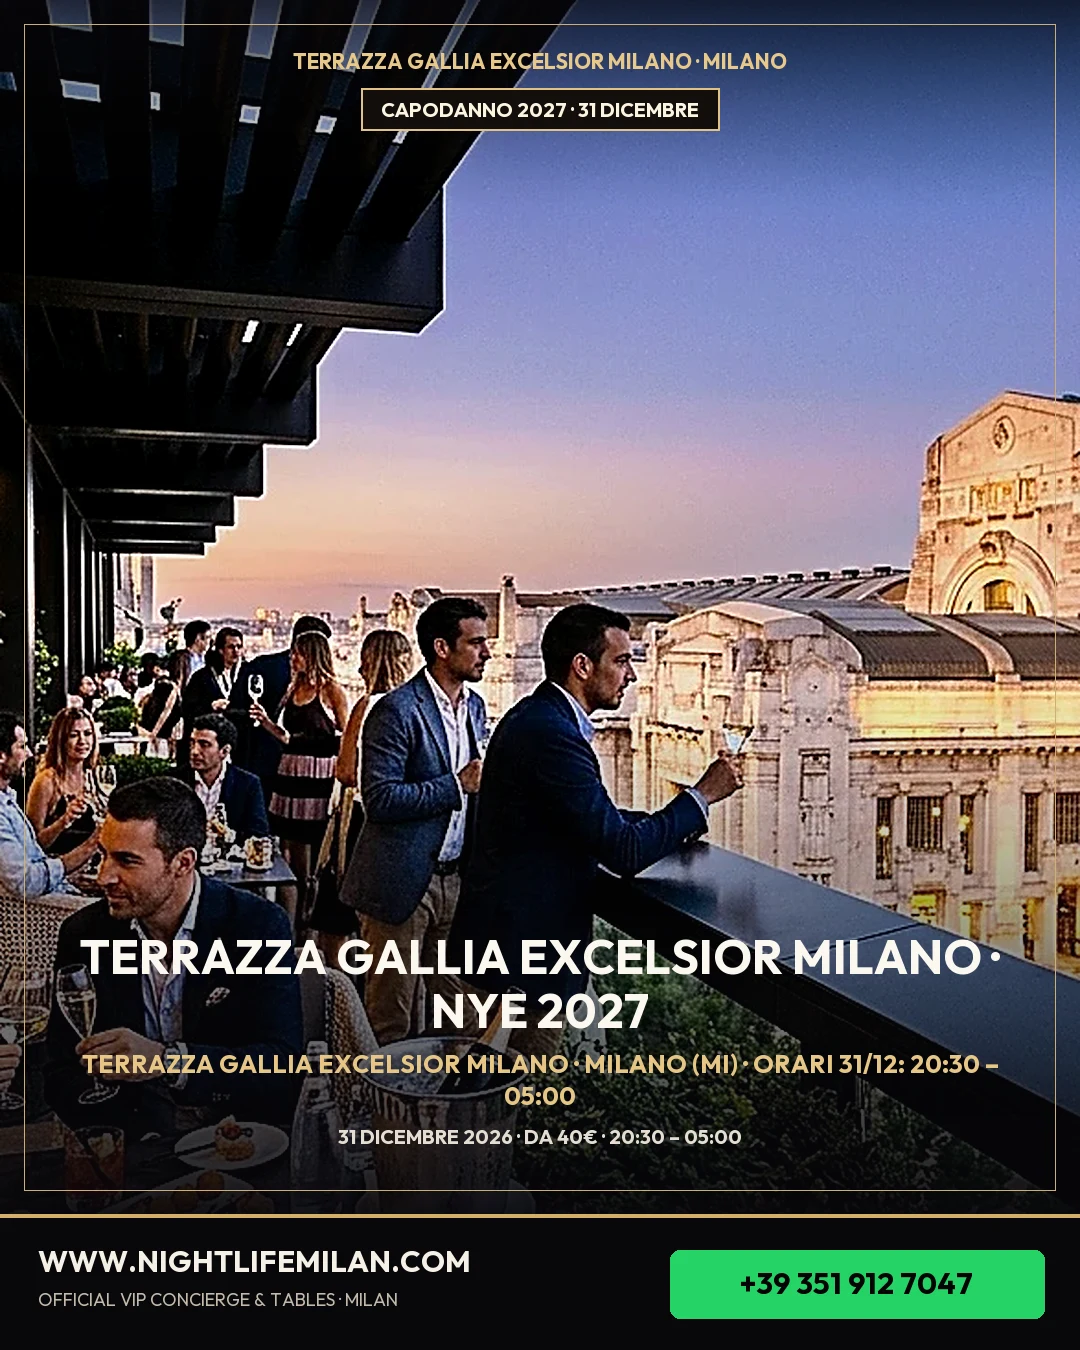 TERRAZZA GALLIA EXCELSIOR MILANO · MILANO
CAPODANNO 2027 · 31 DICEMBRE
TERRAZZA GALLIA EXCELSIOR MILANO ·
NYE 2027
TERRAZZA GALLIA EXCELSIOR MILANO · MILANO (MI) · ORARI 31/12: 20:30 –
05:00
31 DICEMBRE 2026 · DA 40€ · 20:30 – 05:00
WWW.NIGHTLIFEMILAN.COM
OFFICIAL VIP CONCIERGE & TABLES · MILAN
+39 351 912 7047